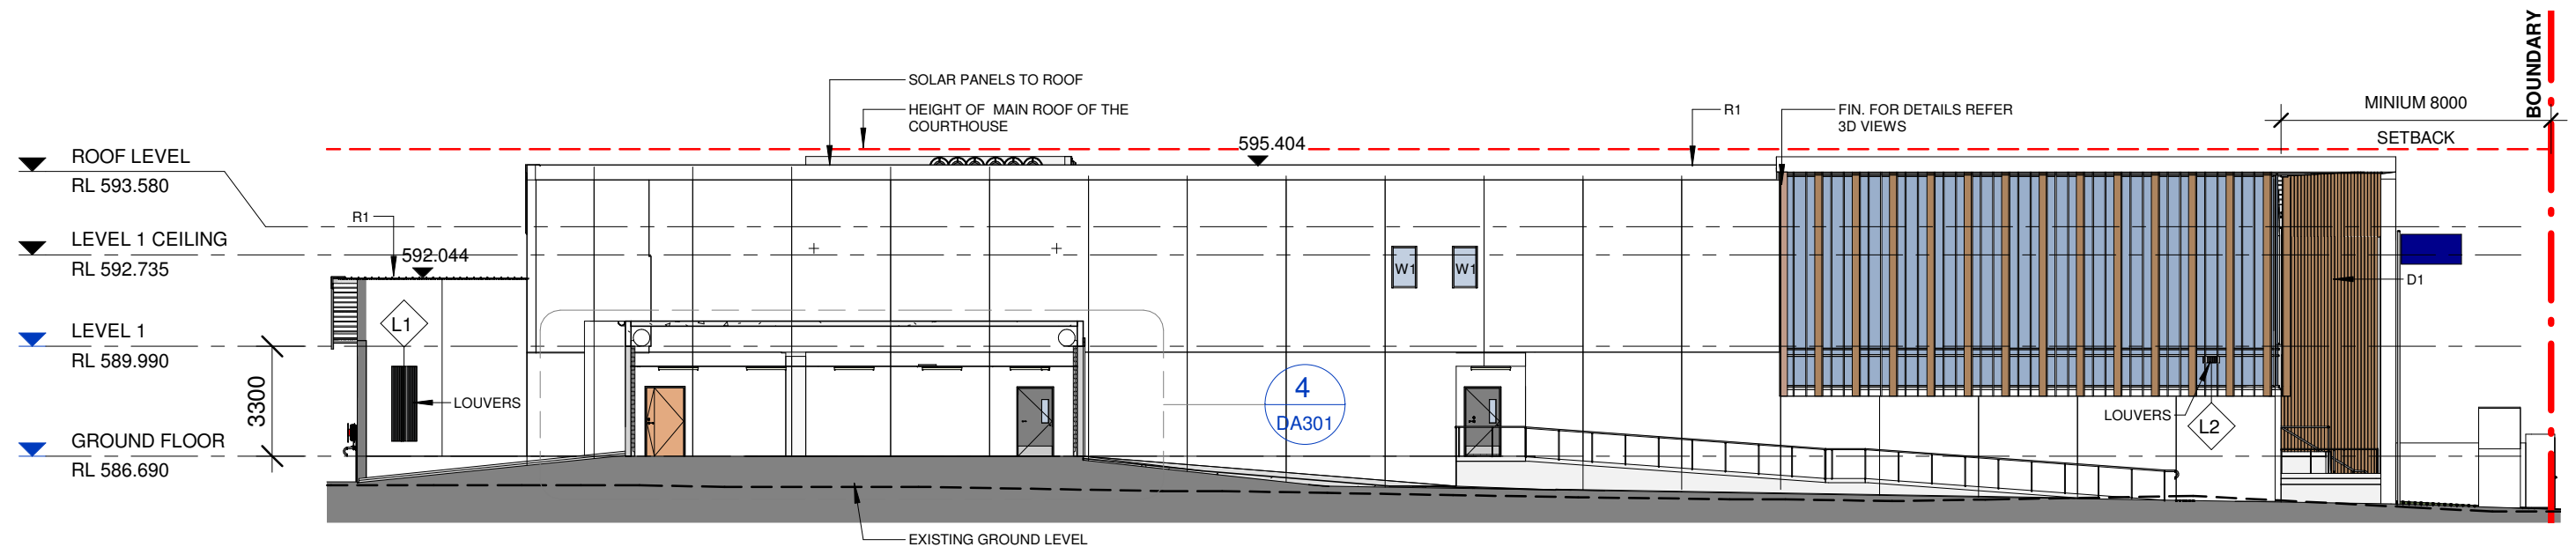 BOUNDARY
SOLAR PANELS TO ROOF
HEIGHT OF MAIN ROOF OF THE
COURTHOUSE
R1
FIN. FOR DETAILS REFER
3D VIEWS
MINIUM 8000
SETBACK
595.404
ROOF LEVEL
RL 593.580
R1
LEVEL 1 CEILING
RL 592.735
592.044
W1
W1
D1
L1
LEVEL 1
RL 589.990
3300
LOUVERS
4
DA301
LOUVERS
L2
GROUND FLOOR
RL 586.690
EXISTING GROUND LEVEL